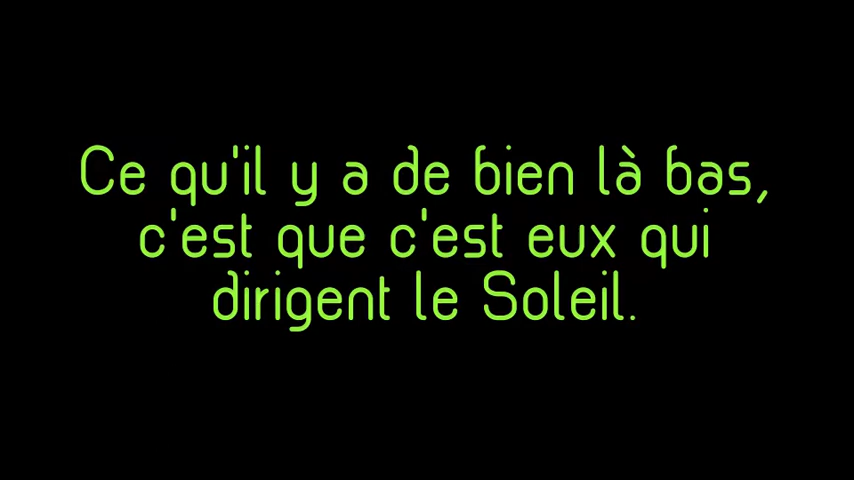 Ce qu'il y a de bien là bas,
c'est que c'est eux qui
dirigent le Soleil.